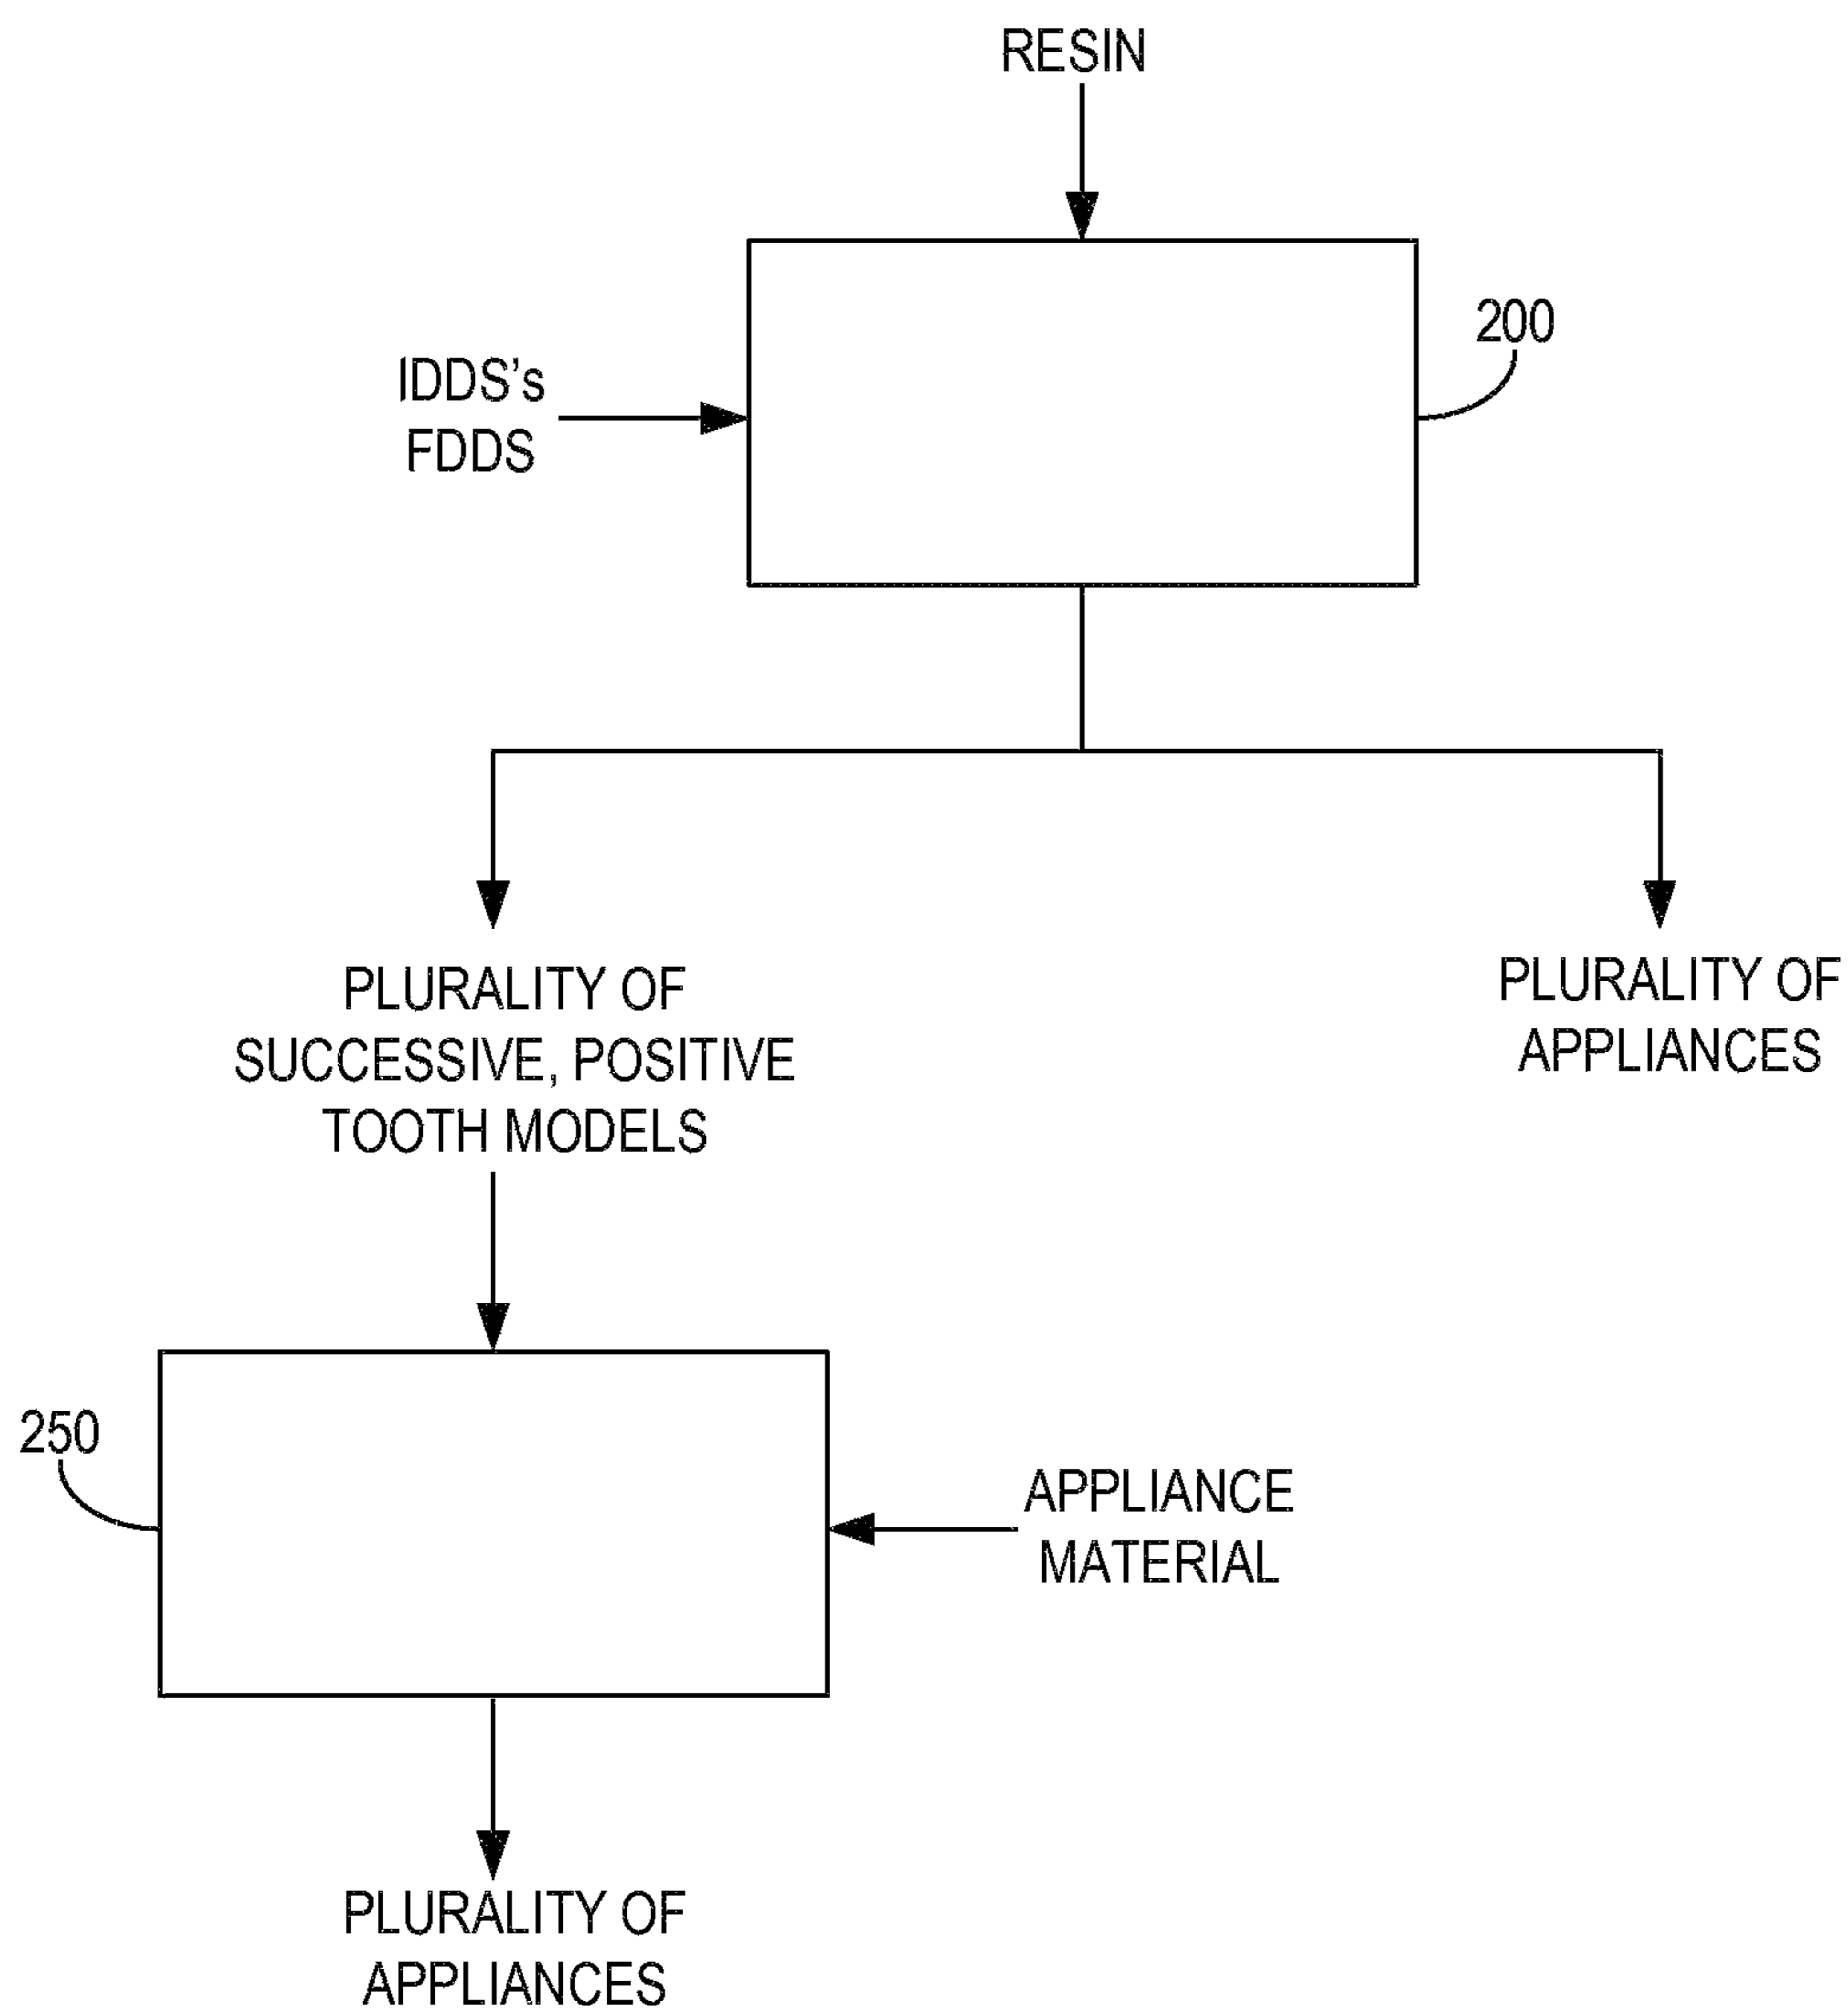 RESIN
200
IDDS's
FDDS
PLURALITY OF
SUCCESSIVE, POSITIVE
TOOTH MODELS
PLURALITY OF
APPLIANCES
250
APPLIANCE
MATERIAL
PLURALITY OF
APPLIANCES